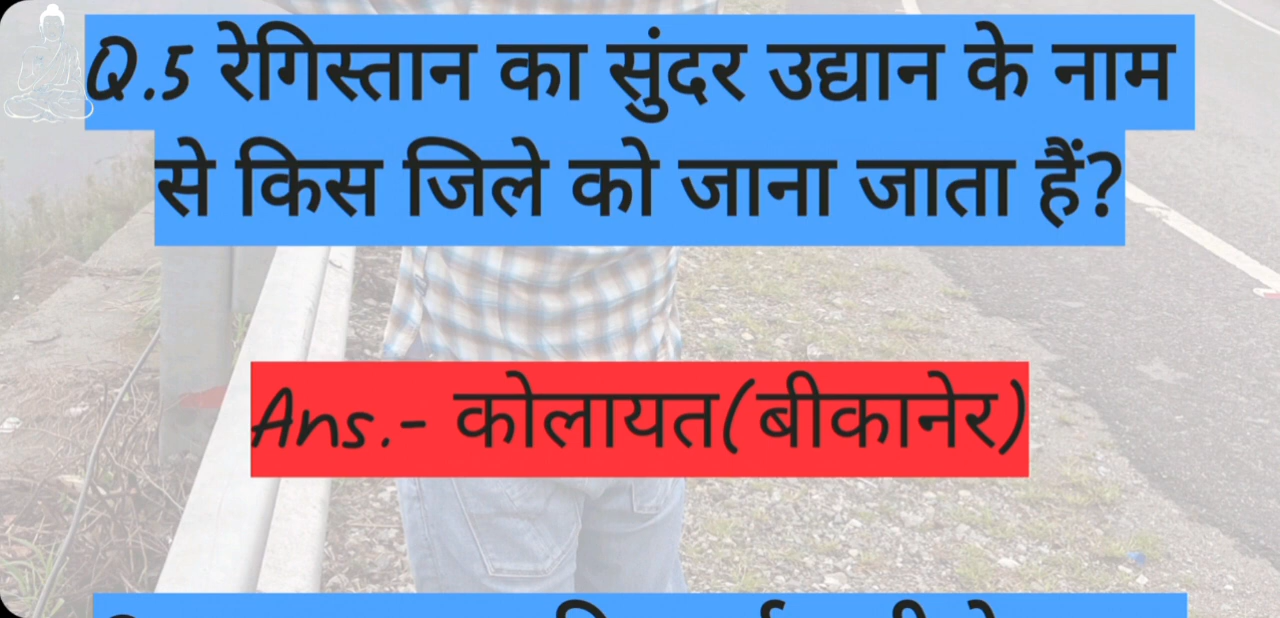 Q.5 रेगिस्तान का सुंदर उद्यान के नाम
से किस जिले को जाना जाता हैं?
Ans.- कोलायत(बीकानेर)